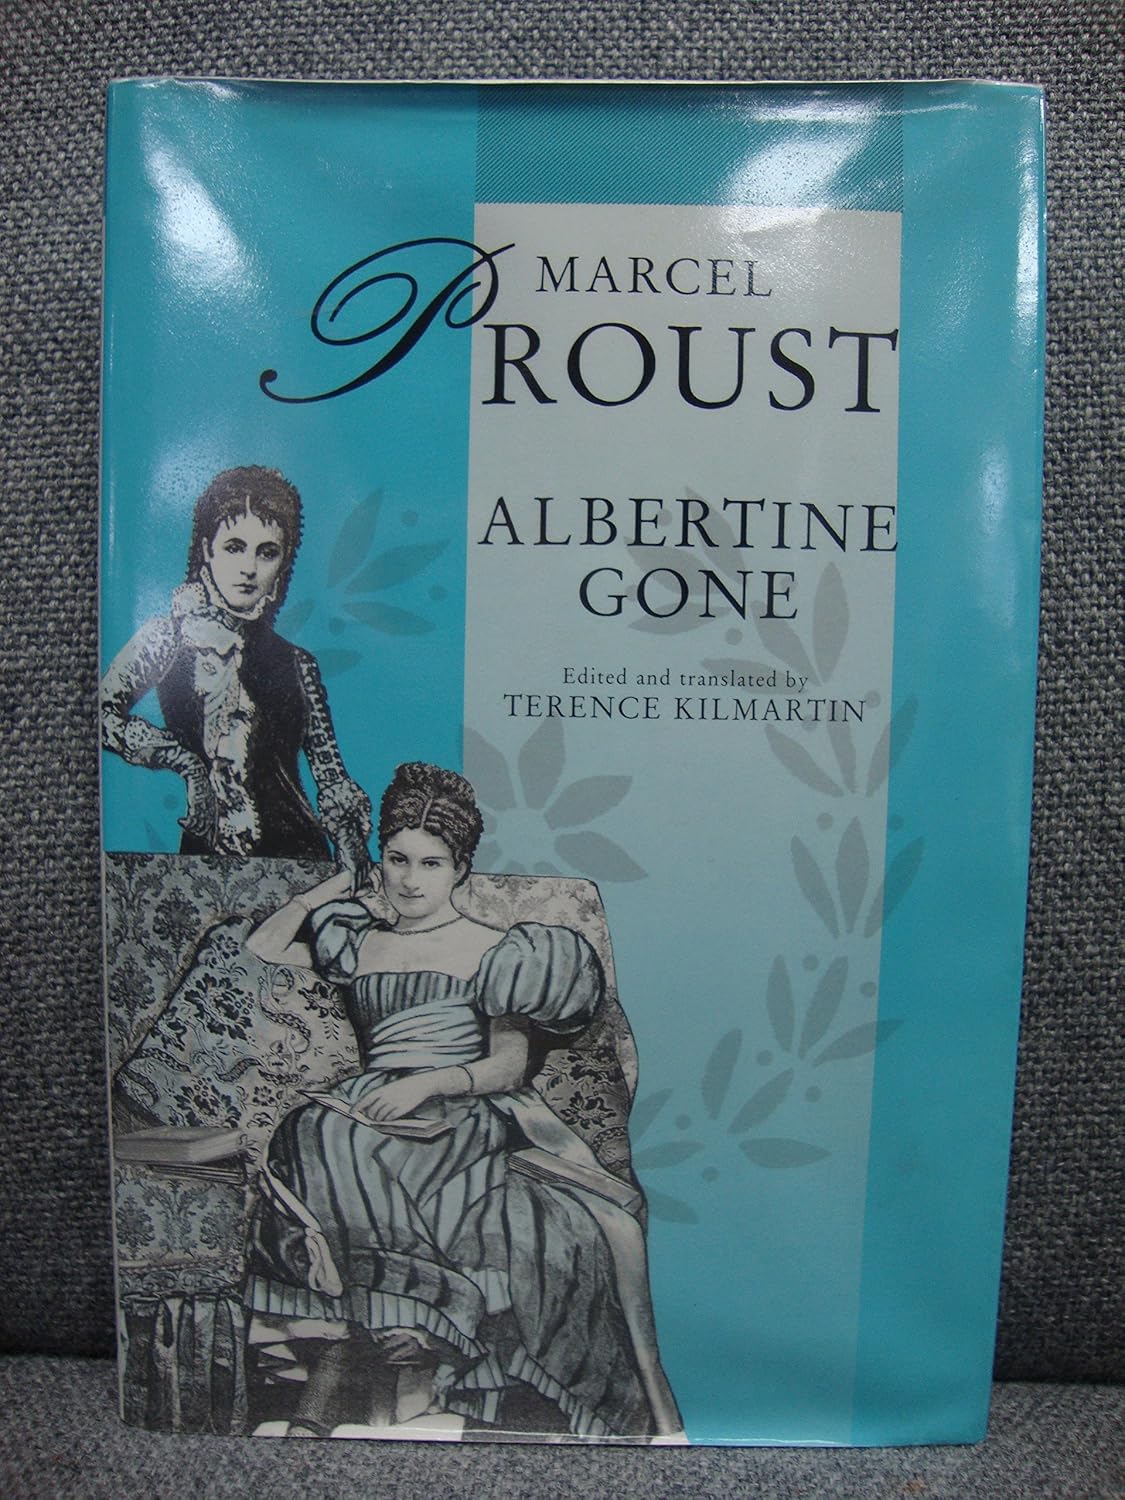 MARCEL
PROUST
ALBERTINE
GONE
Edited and translated by
TERENCE KILMARTIN